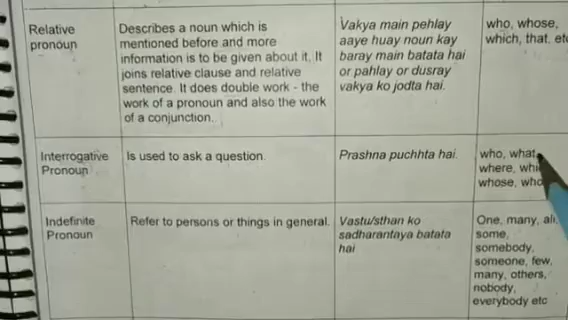 Relative
pronoun
Describes a noun which is
mentioned before and more
information is to be given about it. It
joins relative clause and relative
sentence. It does double work - the
work of a pronoun and also the work
of a conjunction.
Vakya main pehlay
aaye huay noun kay
baray main batata hai
or pahlay or dusray
vakya ko jodta hai.
who, whose,
which, that. etc
Interrogative
Pronoun
Is used to ask a question.
Prashna puchhta hai.
who, what,
where,
whose,
Indefinite
Pronoun
Refer to persons or things in general.
Vastu/sthan ko
sadharantaya batata
hai
One, many, all,
some,
somebody,
someone, few,
many, others,
nobody,
everybody etc